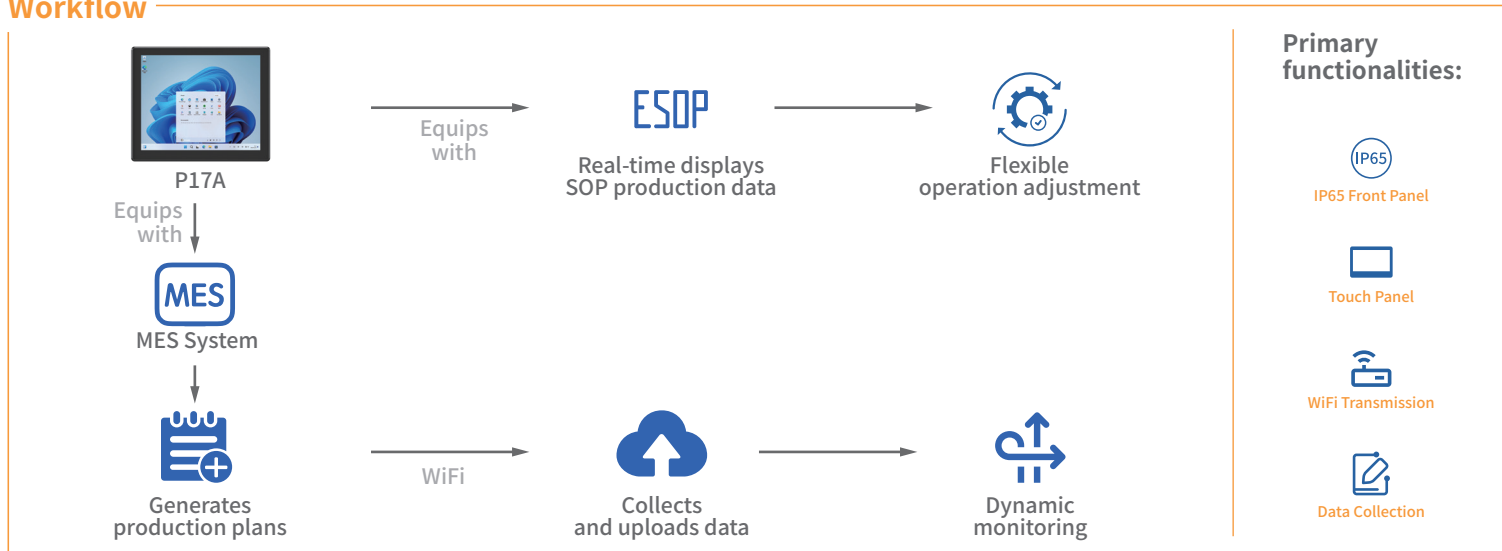 Workflow
P17A
Equips
with
ESOP
Real-time displays
SOP production data
Flexible
operation adjustment
Equips
with
MES
MES System
Generates
production plans
WiFi
Collects
and uploads data
Dynamic
monitoring
Primary
functionalities:
IP65
IP65 Front Panel
Touch Panel
WiFi Transmission
Data Collection